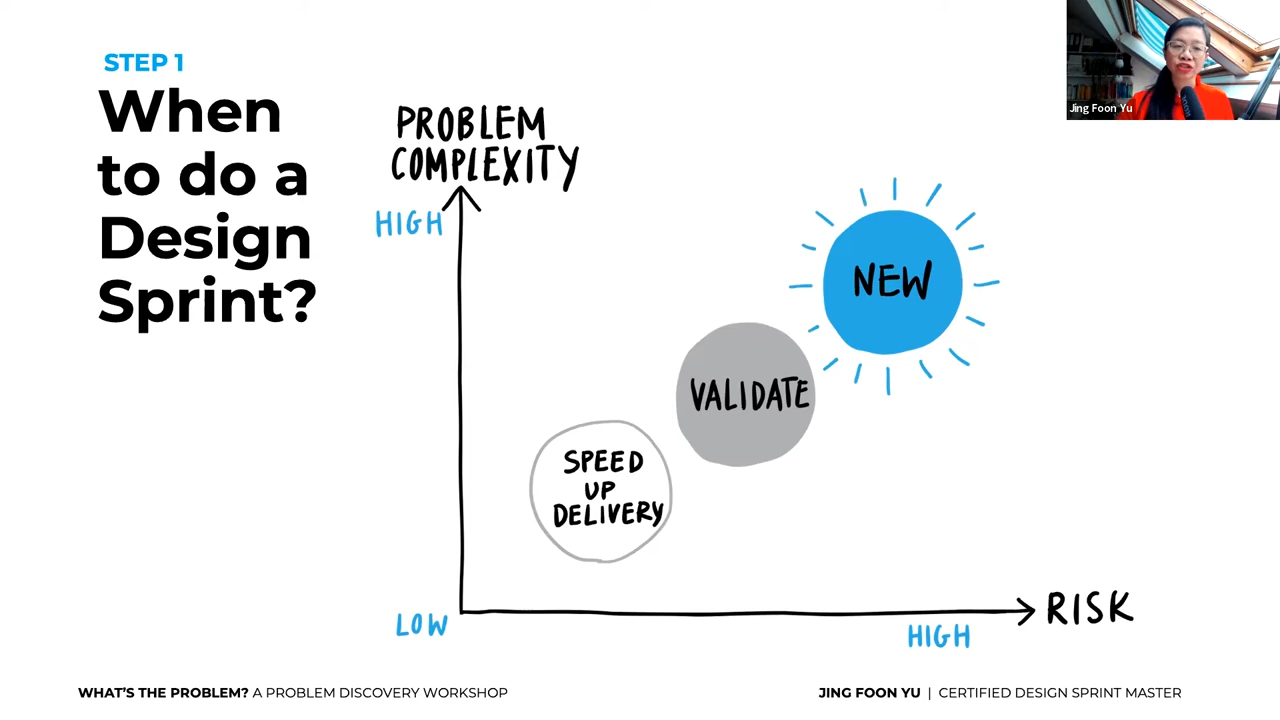 STEP 1
When
to do a
Design
Sprint?
PROBLEM
COMPLEXITY
HIGH
NEW
VALIDATE
SPEED
UP
DELIVERY
LOW
HIGH
RISK
Jing Foon Yu
WHAT'S THE PROBLEM? A PROBLEM DISCOVERY WORKSHOP
JING FOON YU | CERTIFIED DESIGN SPRINT MASTER